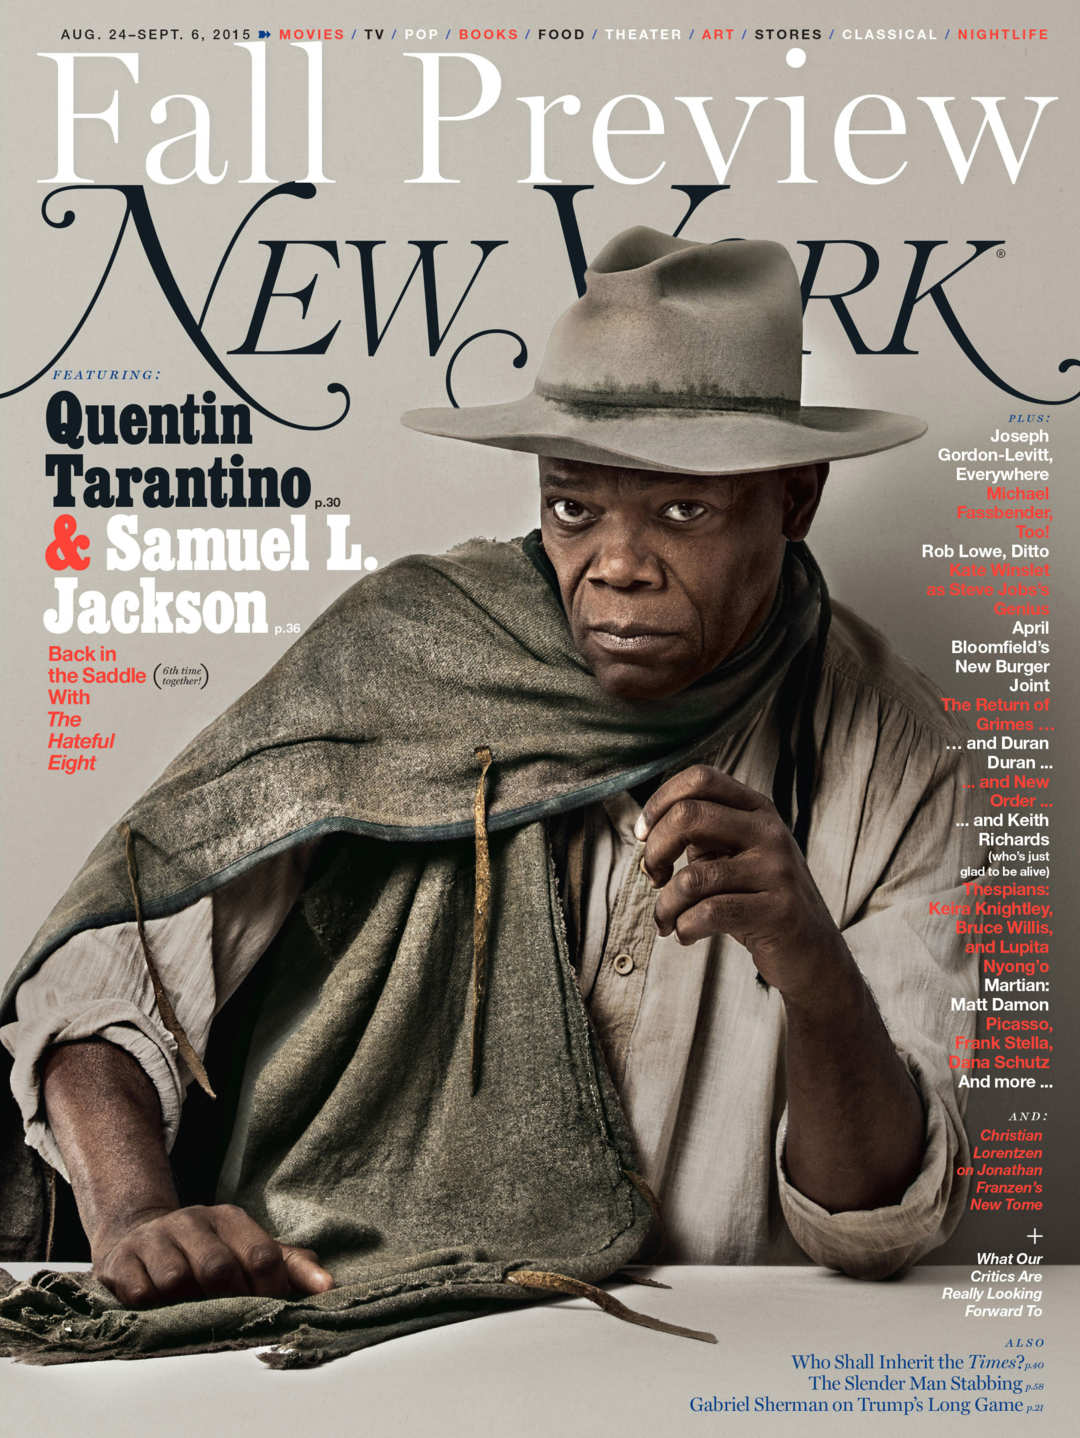 AUG. 24–SEPT. 6, 2015 ➽ MOVIES / TV / POP / BOOKS / FOOD / THEATER / ART / STORES / CLASSICAL / NIGHTLIFE
Fall Preview
NEW YORK®
FEATURING:
Quentin
Tarantino p.30
& Samuel L.
Jackson p.36
Back in
the Saddle (6th time together!)
With
The
Hateful
Eight
PLUS:
Joseph
Gordon-Levitt,
Everywhere
Michael
Fassbender,
Too!
Rob Lowe, Ditto
Kate Winslet
as Steve Jobs's
Genius
April
Bloomfield's
New Burger
Joint
The Return of
Grimes ...
... and Duran
Duran ...
... and New
Order ...
... and Keith
Richards
(who's just
glad to be alive)
Thespians:
Keira Knightley,
Bruce Willis,
and Lupita
Nyong'o
Martian:
Matt Damon
Picasso,
Frank Stella,
Dana Schutz
And more ...
AND:
Christian
Lorentzen
on Jonathan
Franzen's
New Tome
+
What Our
Critics Are
Really Looking
Forward To
ALSO
Who Shall Inherit the Times? p.40
The Slender Man Stabbing p.58
Gabriel Sherman on Trump's Long Game p.21